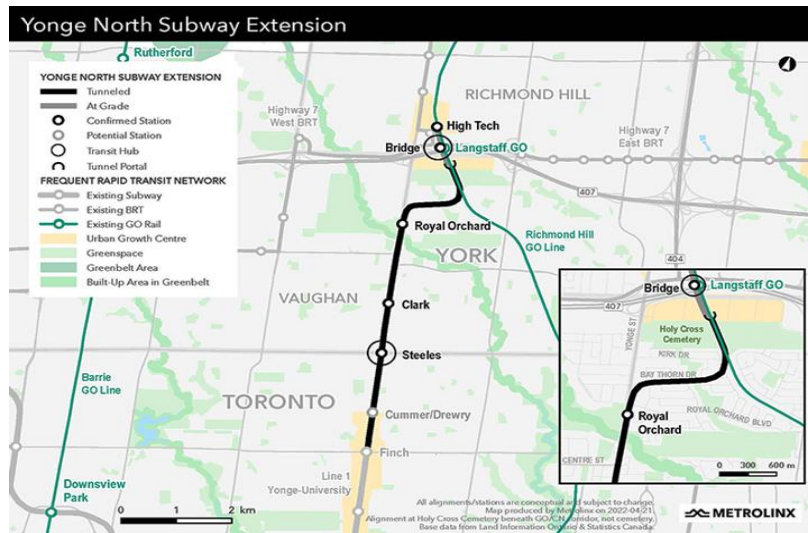 Yonge North Subway Extension
Rutherford
YONGE NORTH SUBWAY EXTENSION
Tunneled
At Grade
Confirmed Station
Potential Station
Transit Hub
Tunnel Portal
FREQUENT RAPID TRANSIT NETWORK
Existing Subway
Existing BRT
Existing GO Rail
Urban Growth Centre
Greenspace
Greenbelt Area
Built-Up Area in Greenbelt
Highway 7
West BRT
RICHMOND HILL
High Tech
Bridge
Langstaff GO
Highway 7
East BRT
407
Royal Orchard
Richmond Hill
GO Line
YORK
404
VAUGHAN
Clark
Steeles
Barrie
GO Line
TORONTO
Cummer/Drewry
Finch
Line 1
Yonge-University
Downsview
Park
0 1 2 km
Bridge
Langstaff GO
407
YONGE ST
Holy Cross
Cemetery
KIRK DR
BAY THORN DR
Royal
Orchard
ROYAL ORCHARD BLVD
CENTRE ST
0 300 600 m
All alignments/stations are conceptual and subject to change.
Map produced by Metrolinx on 2022-04-21.
Alignment at Holy Cross Cemetery beneath GO/CN corridor, not cemetery.
Base data from Land Information Ontario & Statistics Canada.
METROLINX